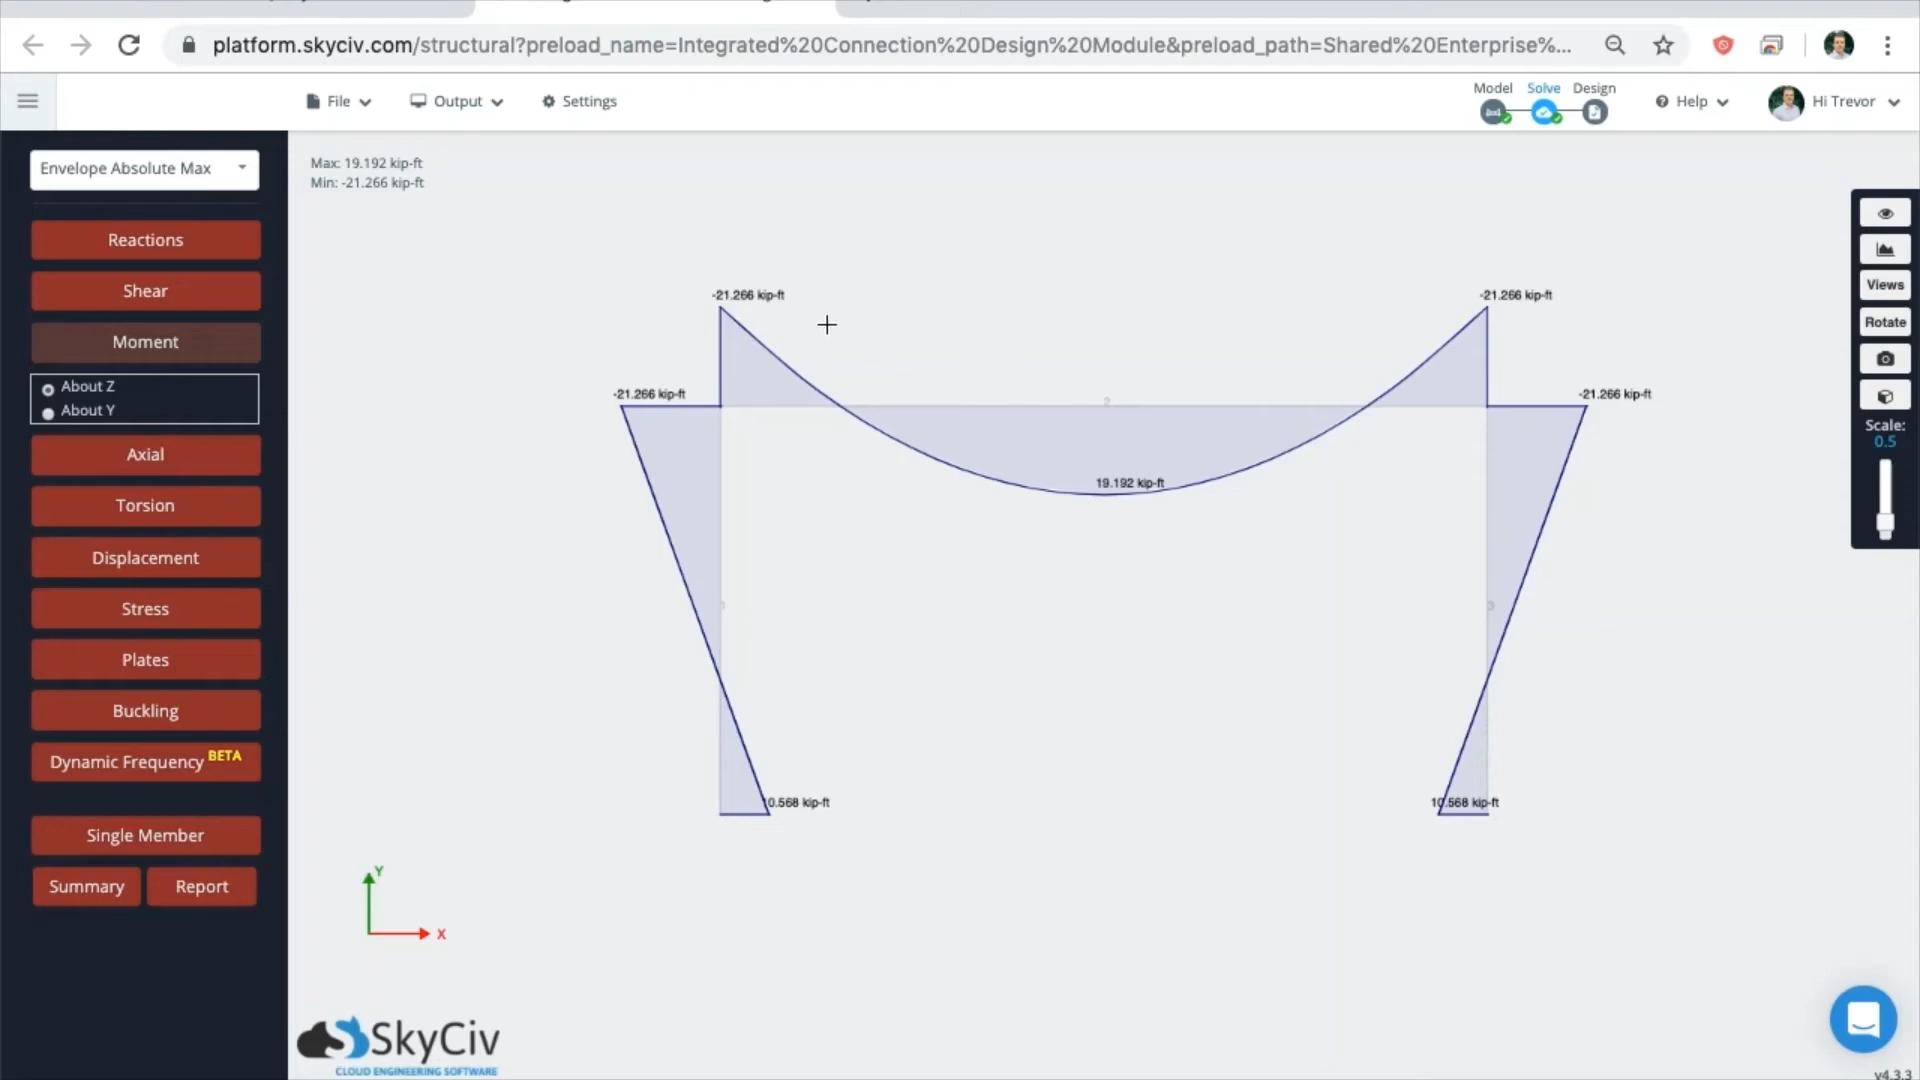 platform.skyciv.com/structural?preload_name=Integrated%20Connection%20Design%20Module&preload_path=Shared%20Enterprise%...
File
Output
Settings
Model
Solve
Design
Help
Hi Trevor
Envelope Absolute Max
Reactions
Shear
Moment
About Z
About Y
Axial
Torsion
Displacement
Stress
Plates
Buckling
Dynamic Frequency BETA
Single Member
Summary
Report
Max: 19.192 kip-ft
Min: -21.266 kip-ft
-21.266 kip-ft
-21.266 kip-ft
-21.266 kip-ft
-21.266 kip-ft
2
19.192 kip-ft
3
0.568 kip-ft
10.568 kip-ft
Y
X
Views
Rotate
Scale:
0.5
SkyCiv
CLOUD ENGINEERING SOFTWARE
v4.3.3